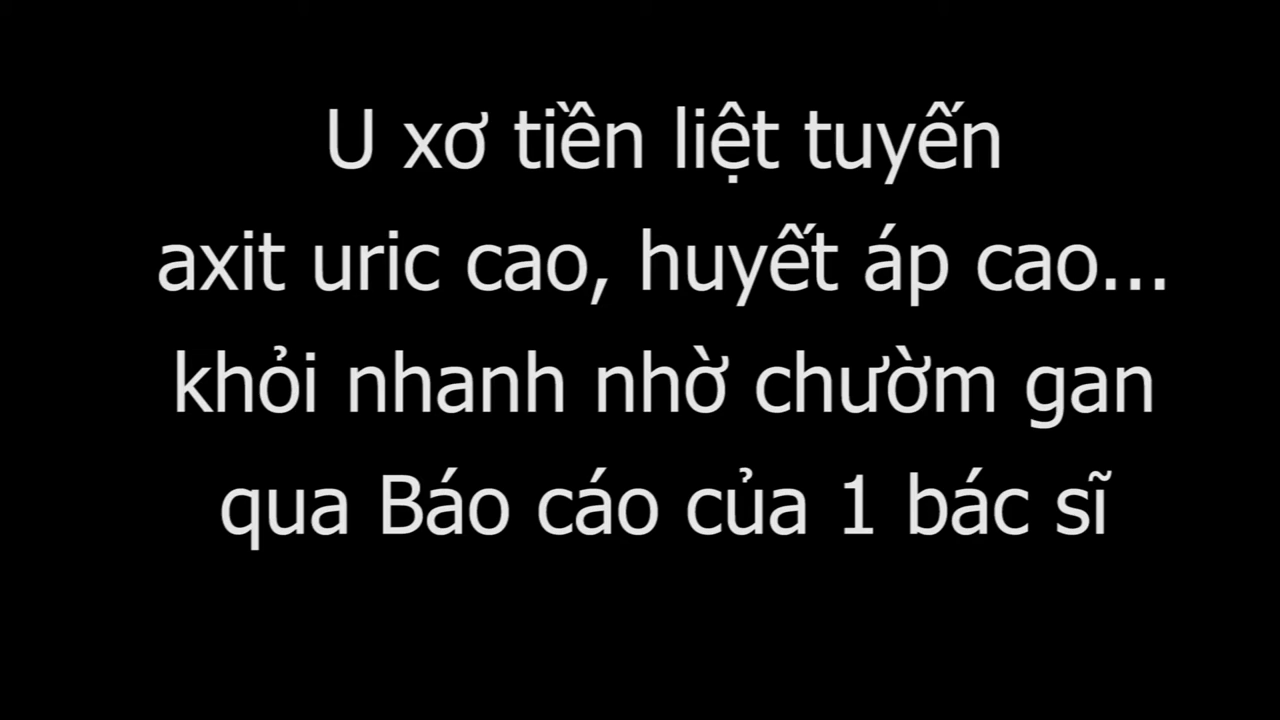 U xơ tiền liệt tuyến
axit uric cao, huyết áp cao...
khỏi nhanh nhờ chườm gan
qua Báo cáo của 1 bác sĩ